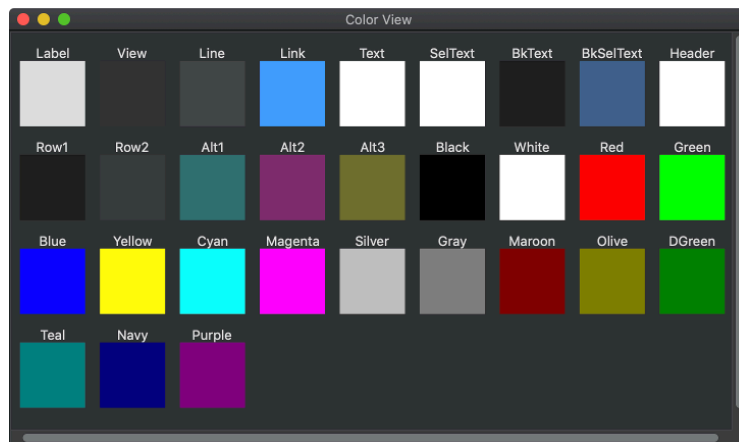 Color View
Label View Line Link Text SelText BkText BkSelText Header
Row1 Row2 Alt1 Alt2 Alt3 Black White Red Green
Blue Yellow Cyan Magenta Silver Gray Maroon Olive DGreen
Teal Navy Purple